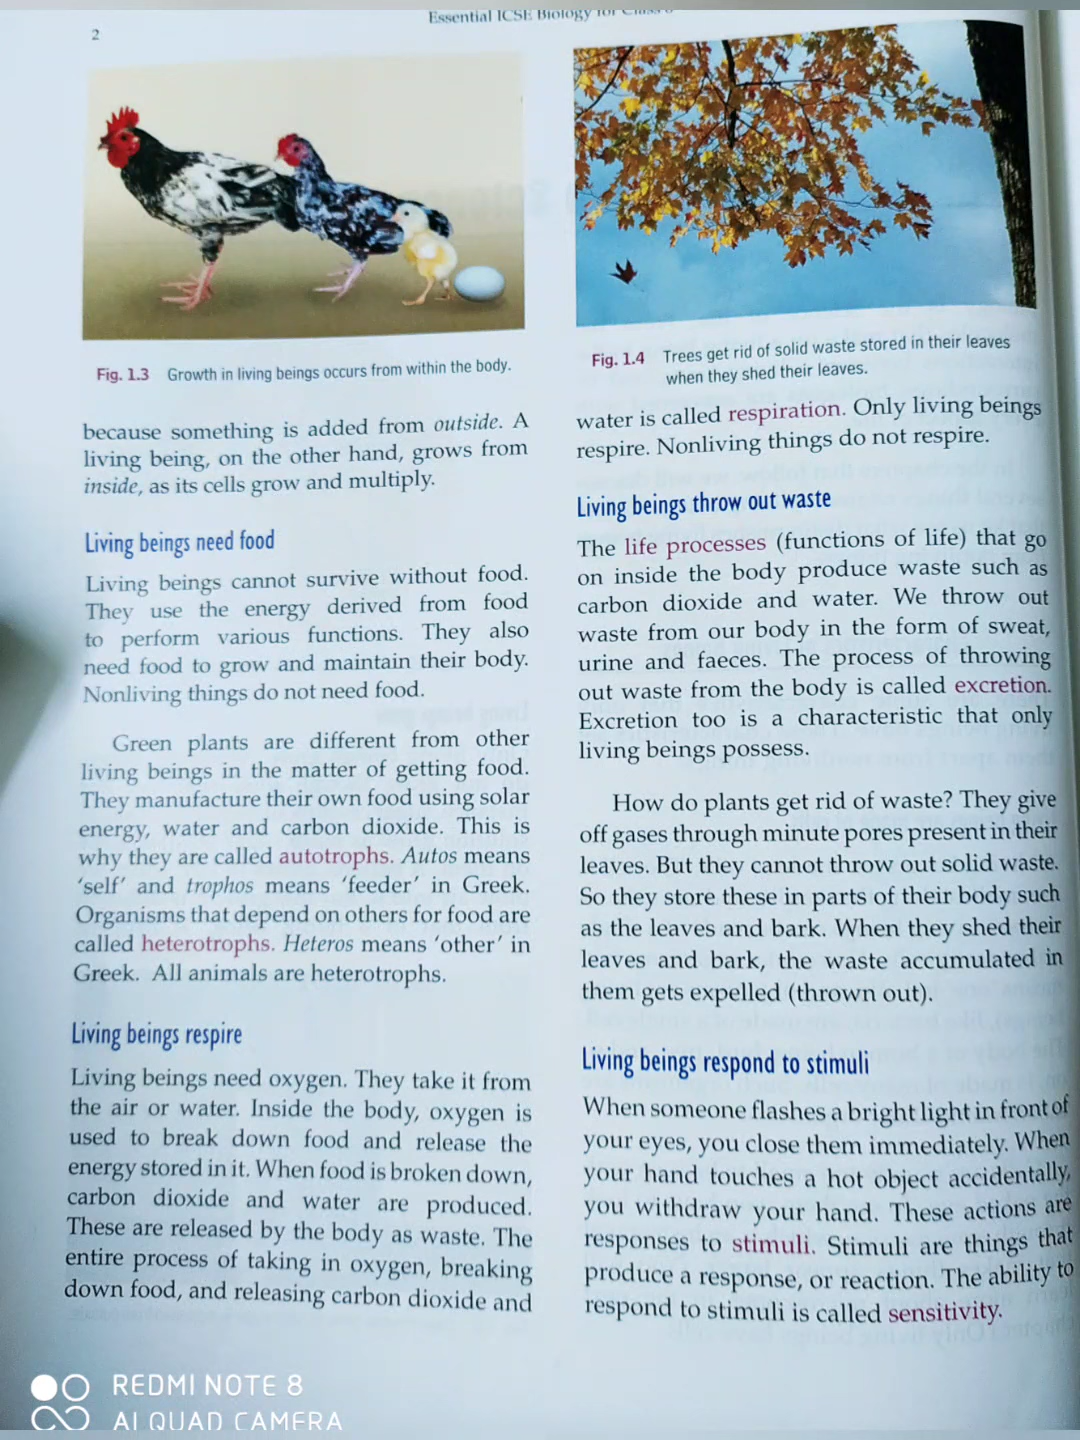 2
Essential ICSE Biology for Class
Fig. 1.3 Growth in living beings occurs from within the body.
because something is added from outside. A
living being, on the other hand, grows from
inside, as its cells grow and multiply.
Living beings need food
Living beings cannot survive without food.
They use the energy derived from food
to perform various functions. They also
need food to grow and maintain their body.
Nonliving things do not need food.
Green plants are different from other
living beings in the matter of getting food.
They manufacture their own food using solar
energy, water and carbon dioxide. This is
why they are called autotrophs. Autos means
‘self’ and trophos means ‘feeder’ in Greek.
Organisms that depend on others for food are
called heterotrophs. Heteros means ‘other’ in
Greek. All animals are heterotrophs.
Living beings respire
Living beings need oxygen. They take it from
the air or water. Inside the body, oxygen is
used to break down food and release the
energy stored in it. When food is broken down,
carbon dioxide and water are produced.
These are released by the body as waste. The
entire process of taking in oxygen, breaking
down food, and releasing carbon dioxide and
Fig. 1.4 Trees get rid of solid waste stored in their leaves
when they shed their leaves.
water is called respiration. Only living beings
respire. Nonliving things do not respire.
Living beings throw out waste
The life processes (functions of life) that go
on inside the body produce waste such as
carbon dioxide and water. We throw out
waste from our body in the form of sweat,
urine and faeces. The process of throwing
out waste from the body is called excretion.
Excretion too is a characteristic that only
living beings possess.
How do plants get rid of waste? They give
off gases through minute pores present in their
leaves. But they cannot throw out solid waste.
So they store these in parts of their body such
as the leaves and bark. When they shed their
leaves and bark, the waste accumulated in
them gets expelled (thrown out).
Living beings respond to stimuli
When someone flashes a bright light in front of
your eyes, you close them immediately. When
your hand touches a hot object accidentally,
you withdraw your hand. These actions are
responses to stimuli. Stimuli are things that
produce a response, or reaction. The ability to
respond to stimuli is called sensitivity.
REDMI NOTE 8
AI QUAD CAMERA